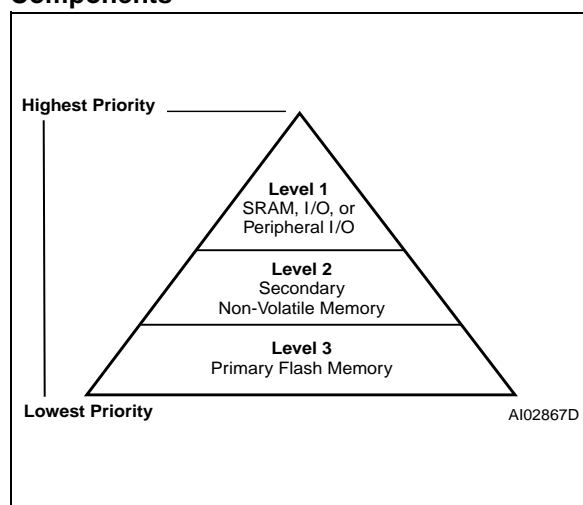 Components
Highest Priority
Level 1
SRAM, I/O, or
Peripheral I/O
Level 2
Secondary
Non-Volatile Memory
Level 3
Primary Flash Memory
Lowest Priority
AI02867D